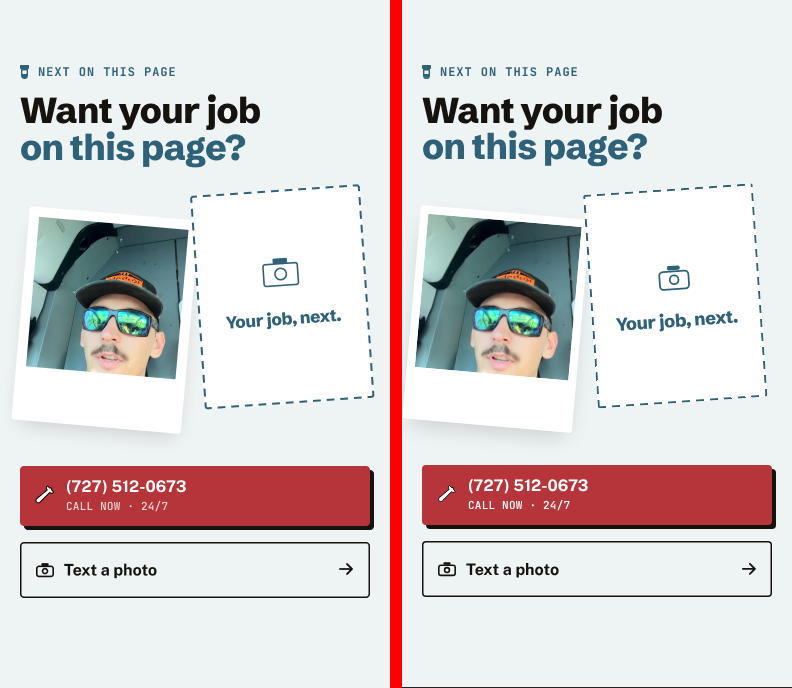 NEXT ON THIS PAGE
Want your job
on this page?
Your job, next.
(727) 512-0673
CALL NOW · 24/7
Text a photo
NEXT ON THIS PAGE
Want your job
on this page?
Your job, next.
(727) 512-0673
CALL NOW · 24/7
Text a photo